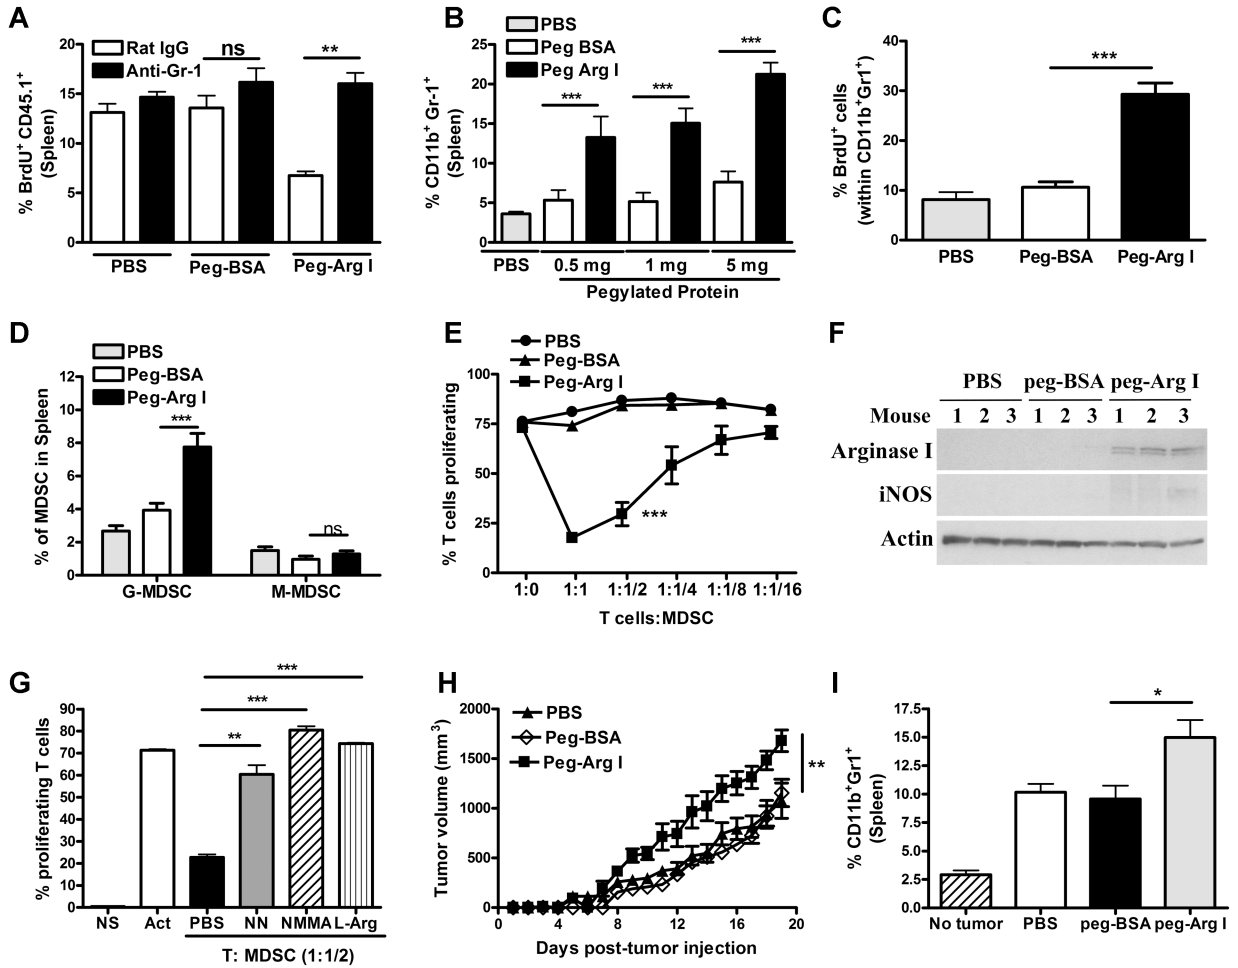 A
% BrdU+ CD45.1+
(Spleen)
20
15
10
5
0
Rat IgG
Anti-Gr-1
ns
**
PBS
Peg-BSA
Peg-Arg I
B
% CD11b+ Gr-1+
(Spleen)
25
20
15
10
5
0
PBS
Peg BSA
Peg Arg I
***
***
***
PBS
0.5 mg
1 mg
5 mg
Pegylated Protein
C
% BrdU+ cells
(within CD11b+Gr1+)
40
30
20
10
0
***
PBS
Peg-BSA
Peg-Arg I
D
% of MDSC in Spleen
12
10
8
6
4
2
0
PBS
Peg-BSA
Peg-Arg I
***
ns
G-MDSC
M-MDSC
E
% T cells proliferating
100
75
50
25
0
PBS
Peg-BSA
Peg-Arg I
***
1:0
1:1
1:1/2
1:1/4
1:1/8
1:1/16
T cells:MDSC
F
PBS peg-BSA peg-Arg I
Mouse 1 2 3 1 2 3 1 2 3
Arginase I
iNOS
Actin
G
% proliferating T cells
90
80
70
60
50
40
30
20
10
0
***
***
**
NS
Act
PBS
NN
NMMA
L-Arg
T: MDSC (1:1/2)
H
Tumor volume (mm3)
2000
1500
1000
500
0
PBS
Peg-BSA
Peg-Arg I
**
0
4
8
12
16
20
Days post-tumor injection
I
% CD11b+Gr1+
(Spleen)
17.5
15.0
12.5
10.0
7.5
5.0
2.5
0.0
*
No tumor
PBS
peg-BSA
peg-Arg I